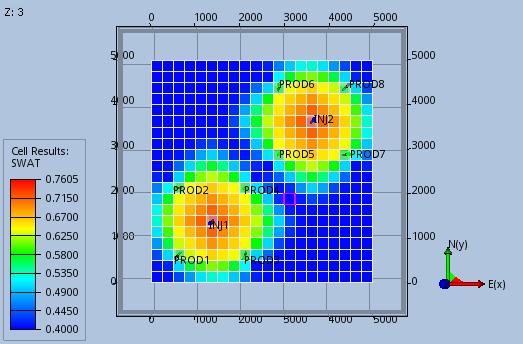 Z: 3
0 1000 2000 3000 4000 5000
5000 5000
4000 4000
3000 3000
2000 2000
1000 1000
0 0
0 1000 2000 3000 4000 5000
PROD6 PROD8
INJ2
PROD5 PROD7
PROD2 PROD4
INJ1
PROD1 PROD3
Cell Results:
SWAT
0.7605
0.7150
0.6700
0.6250
0.5800
0.5350
0.4900
0.4450
0.4000
N(y)
E(x)